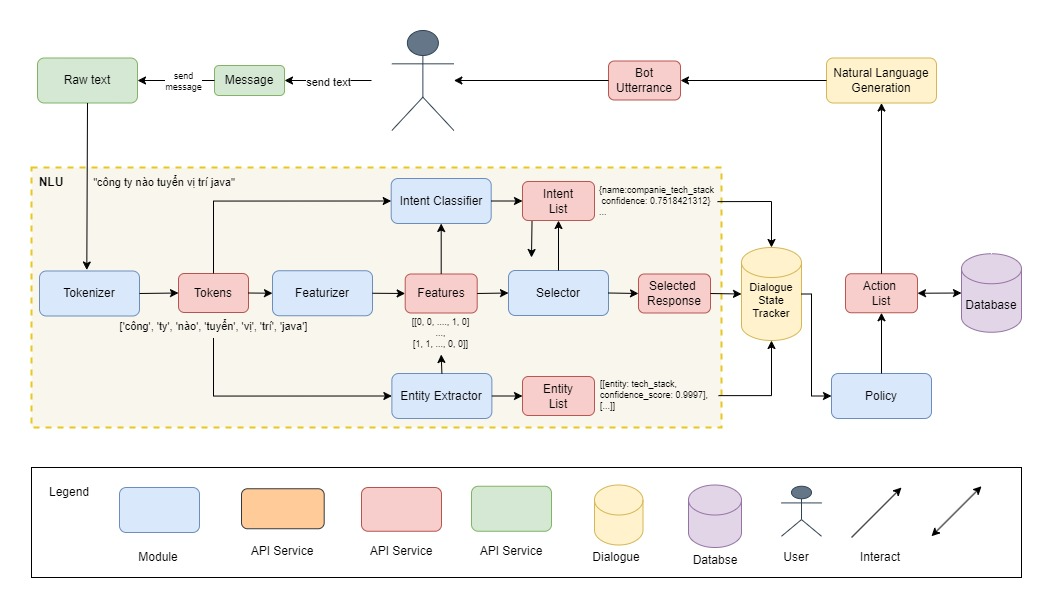 Raw text
send
message
Message
send text
Bot
Utterrance
Natural Language
Generation
NLU
"công ty nào tuyển vị trí java"
Intent Classifier
Intent
List
{name:companie_tech_stack
confidence: 0.7518421312}
...
Tokenizer
Tokens
Featurizer
Features
Selector
Selected
Response
Dialogue
State
Tracker
Action
List
Database
['công', 'ty', 'nào', 'tuyển', 'vị', 'trí', 'java']
[[0, 0, ...., 1, 0]
...,
[1, 1, ..., 0, 0]]
Entity Extractor
Entity
List
[[entity: tech_stack,
confidence_score: 0.9997],
[...]]
Policy
Legend
Module
API Service
API Service
API Service
Dialogue
Databse
User
Interact